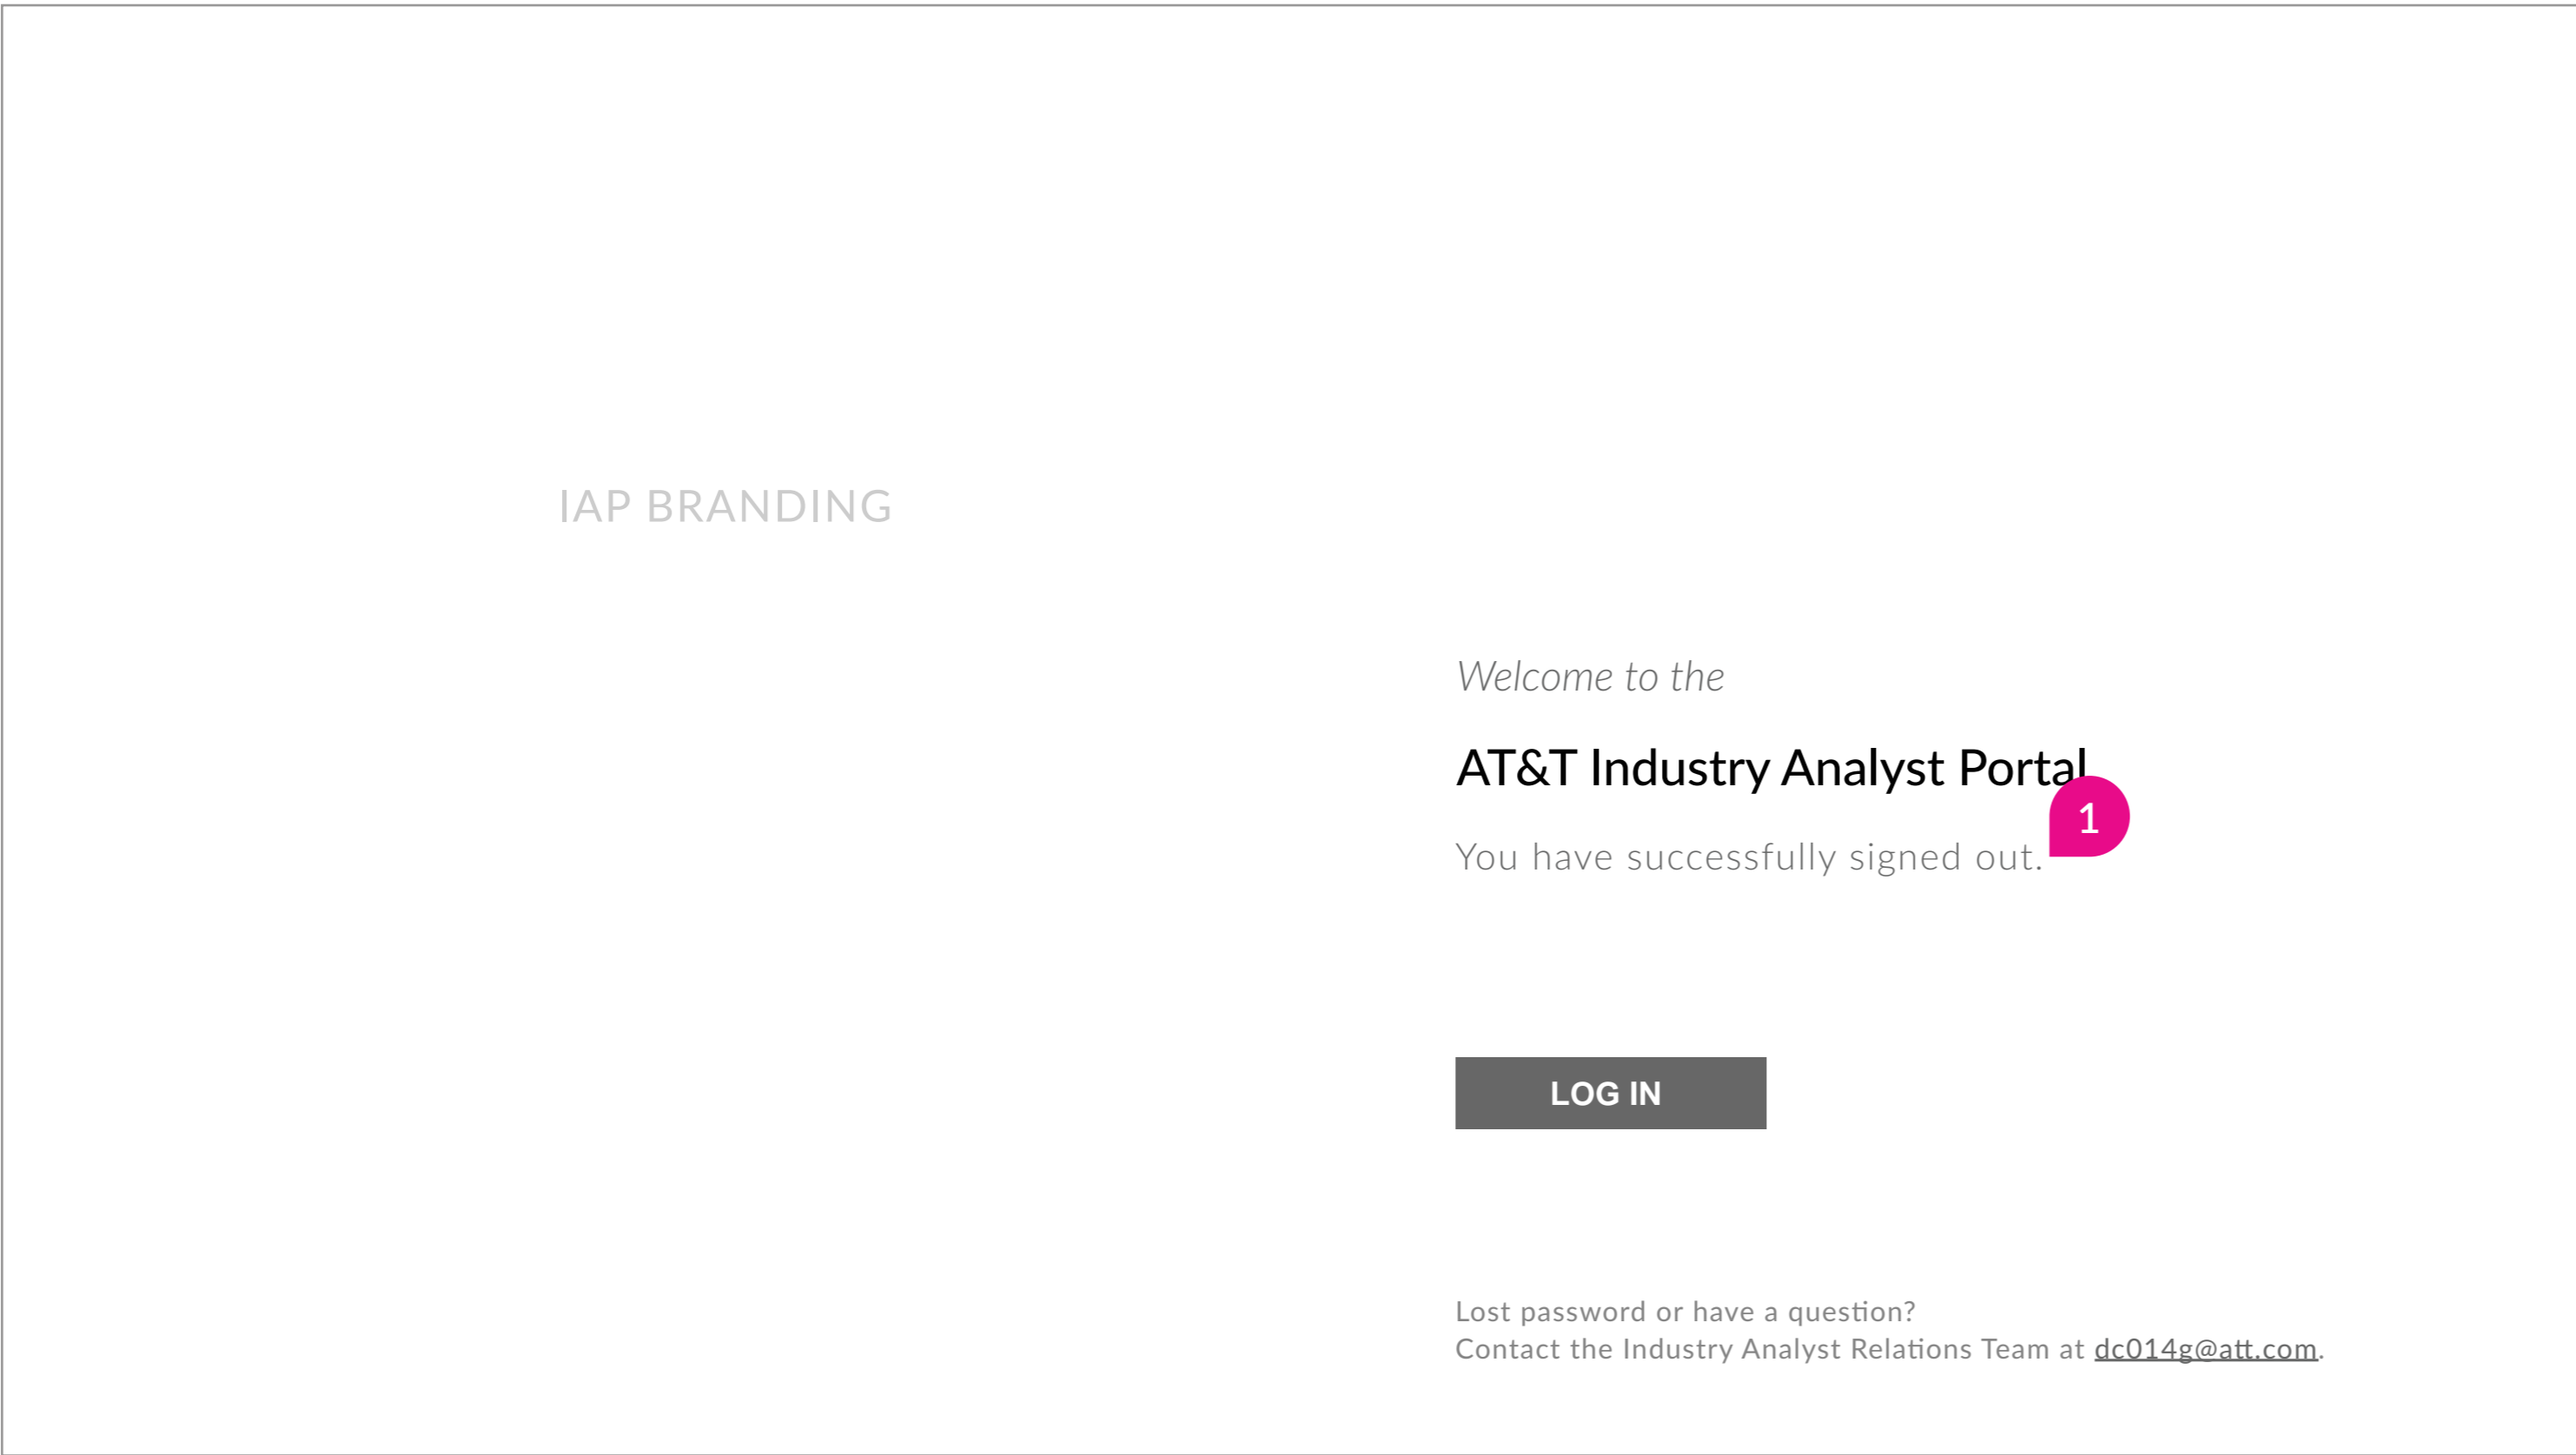 IAP BRANDING
Welcome to the
AT&T Industry Analyst Portal
1
You have successfully signed out.
LOG IN
Lost password or have a question?
Contact the Industry Analyst Relations Team at dc014g@att.com.